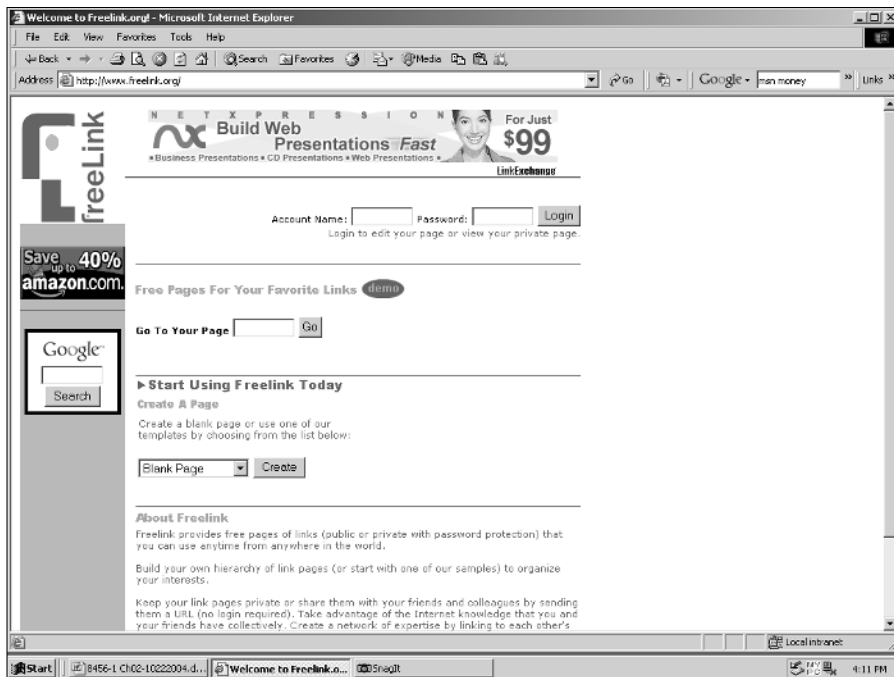 Welcome to Freelink.org! - Microsoft Internet Explorer
File Edit View Favorites Tools Help
Back Search Favorites Media
Address http://www.freelink.org/ Go Google msn money Links
freeLink
NETXPRESSION
Build Web
Presentations Fast
Business Presentations • CD Presentations • Web Presentations
For Just
$99
LinkExchange
Account Name: Password: Login
Login to edit your page or view your private page.
Save up to 40%
amazon.com.
Free Pages For Your Favorite Links demo
Go To Your Page Go
Google
Search
Start Using Freelink Today
Create A Page
Create a blank page or use one of our
templates by choosing from the list below:
Blank Page Create
About Freelink
Freelink provides free pages of links (public or private with password protection) that
you can use anytime from anywhere in the world.
Build your own hierarchy of link pages (or start with one of our samples) to organize
your interests.
Keep your link pages private or share them with your friends and colleagues by sending
them a URL (no login required). Take advantage of the Internet knowledge that you and
your friends have collectively. Create a network of expertise by linking to each other's
Local intranet
Start 8456-1 Ch02-10222004.d... Welcome to Freelink.o... SnagIt 4:11 PM